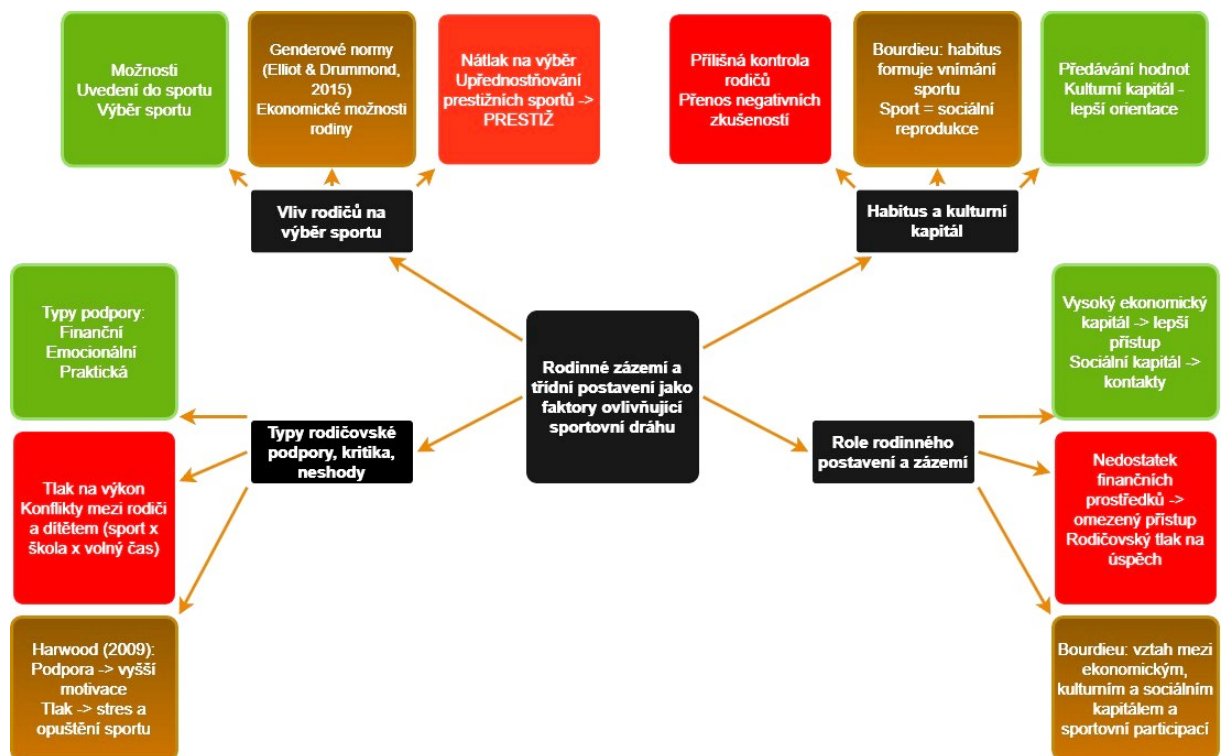 Možnosti
Uvedení do sportu
Výběr sportu
Genderové normy
(Elliot & Drummond,
2015)
Ekonomické možnosti
rodiny
Nátlak na výběr
Upřednostňování
prestižních sportů ->
PRESTIŽ
Přílišná kontrola
rodičů
Přenos negativních
zkušeností
Bourdieu: habitus
formuje vnímání
sportu
Sport = sociální
reprodukce
Předávání hodnot
Kulturní kapitál -
lepší orientace
Vliv rodičů na
výběr sportu
Habitus a kulturní
kapitál
Typy podpory:
Finanční
Emocionální
Praktická
Vysoký ekonomický
kapitál -> lepší
přístup
Sociální kapitál ->
kontakty
Rodinné zázemí a
třídní postavení jako
faktory ovlivňující
sportovní dráhu
Typy rodičovské
podpory, kritika,
neshody
Role rodinného
postavení a zázemí
Tlak na výkon
Konflikty mezi rodiči
a dítětem (sport x
škola x volný čas)
Nedostatek
finančních
prostředků ->
omezený přístup
Rodičovský tlak na
úspěch
Harwood (2009):
Podpora -> vyšší
motivace
Tlak -> stres a
opuštění sportu
Bourdieu: vztah mezi
ekonomickým,
kulturním a sociálním
kapitálem a
sportovní participací